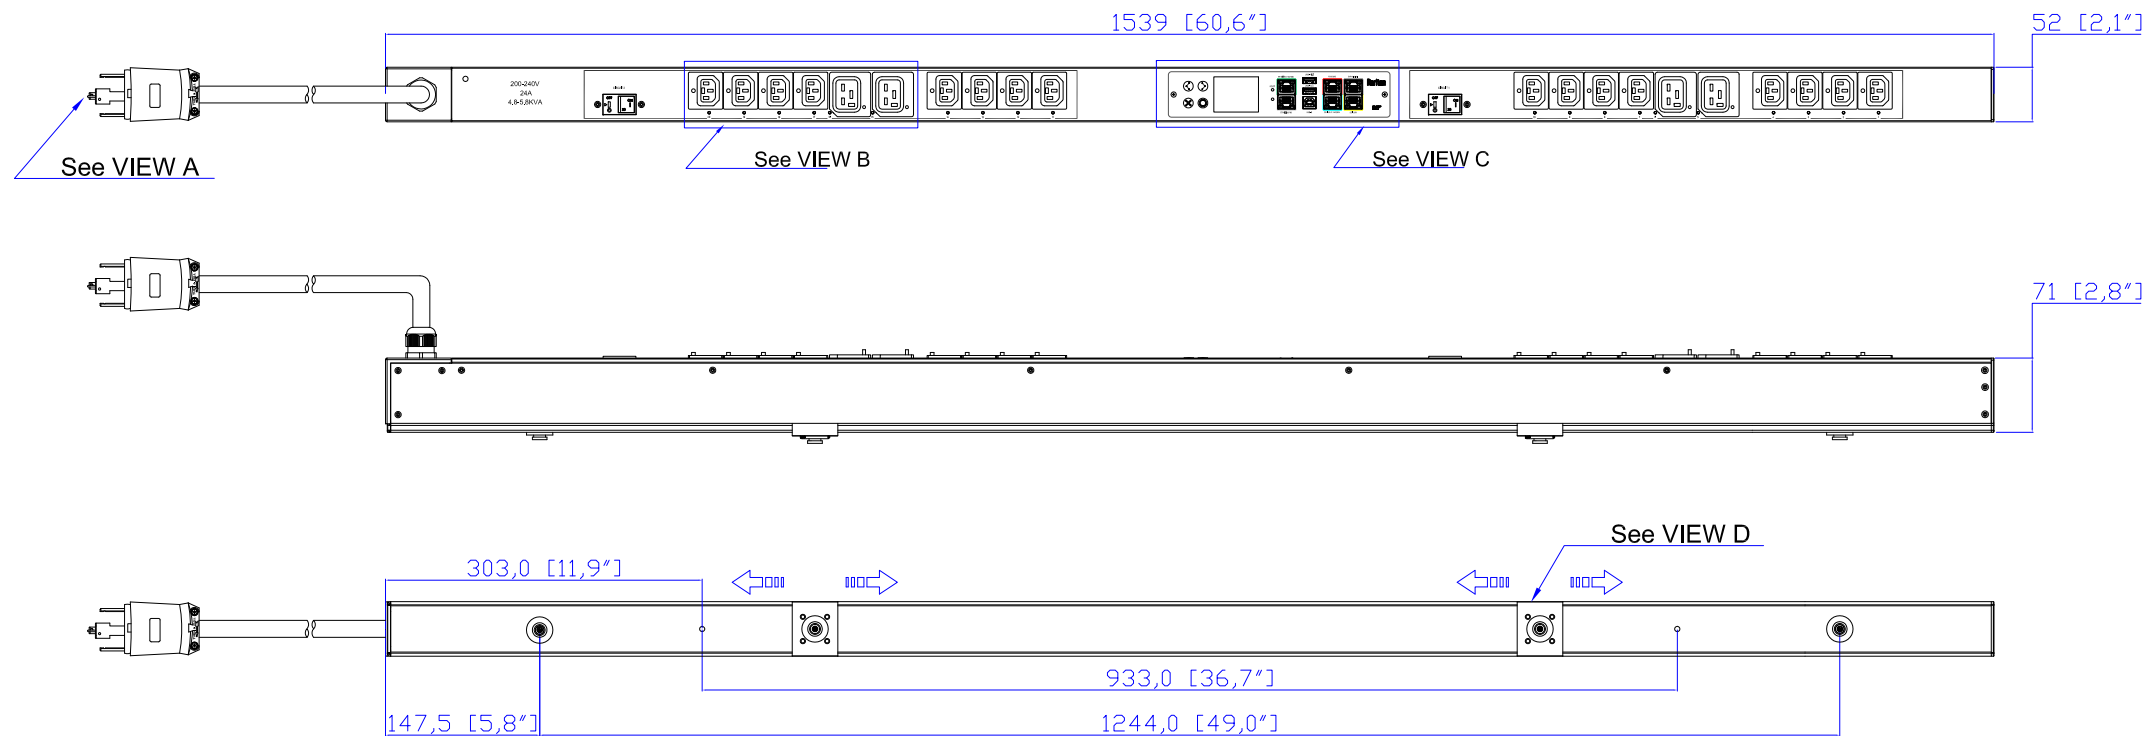 1539 [60,6"]
52 [2,1"]
200-240V
24A
4,8-5,8KVA
Raritan
See VIEW A
See VIEW B
See VIEW C
71 [2,8"]
See VIEW D
303,0 [11,9"]
933,0 [36,7"]
147,5 [5,8"]
1244,0 [49,0"]